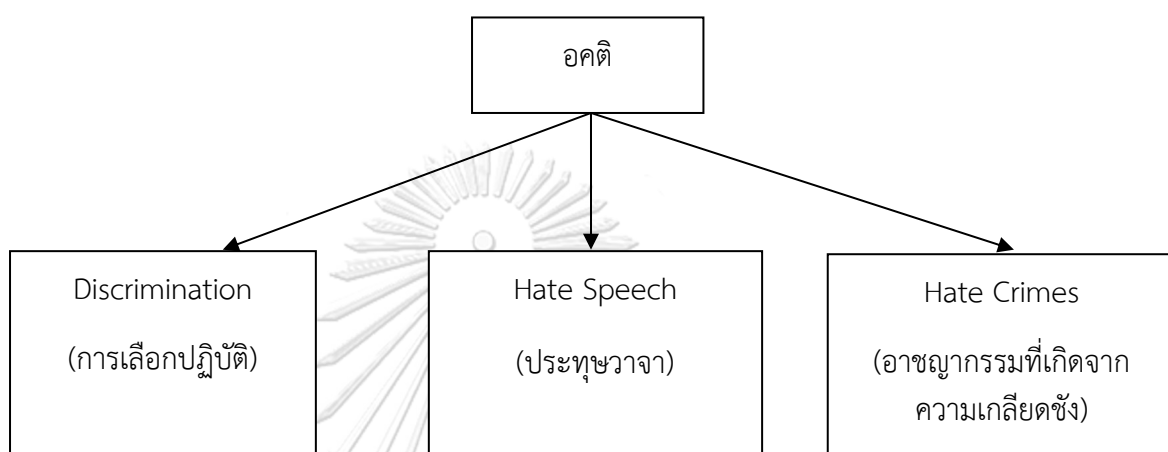 อคติ
Discrimination
(การเลือกปฏิบัติ)
Hate Speech
(ประทุษวาจา)
Hate Crimes
(อาชญากรรมที่เกิดจาก
ความเกลียดชัง)